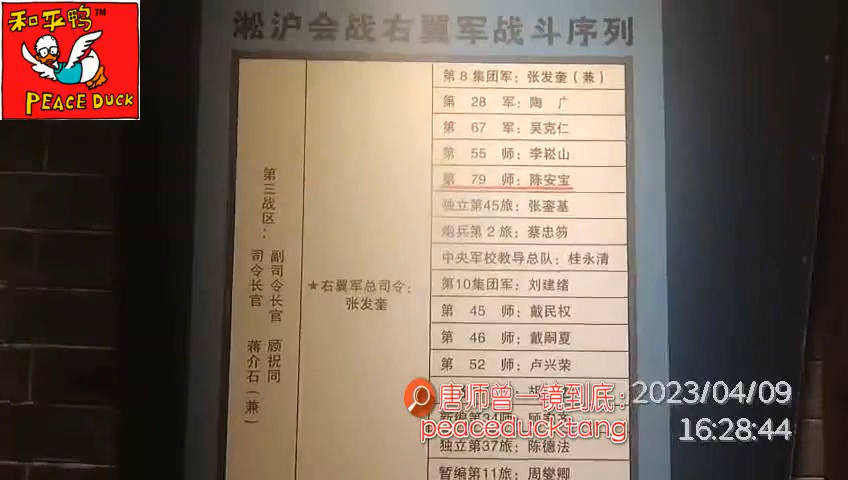 和平鸭
PEACE DUCK
淞沪会战右翼军战斗序列
第三战区：
司令长官 蒋介石（兼）
副司令长官 顾祝同
★右翼军总司令：
张发奎
第8集团军：张发奎（兼）
第 28 军：陶 广
第 67 军：吴克仁
第 55 师：李崧山
第 79 师：陈安宝
独立第45旅：张銮基
炮兵第2旅：蔡忠笏
中央军校教导总队：桂永清
第10集团军：刘建绪
第 45 师：戴民权
第 46 师：戴嗣夏
第 52 师：卢兴荣
唐师曾一镜到底：
peaceducktang
2023/04/09
16:28:44
新编第34师：
独立第37旅：陈德法
暂编第11旅：周燮卿